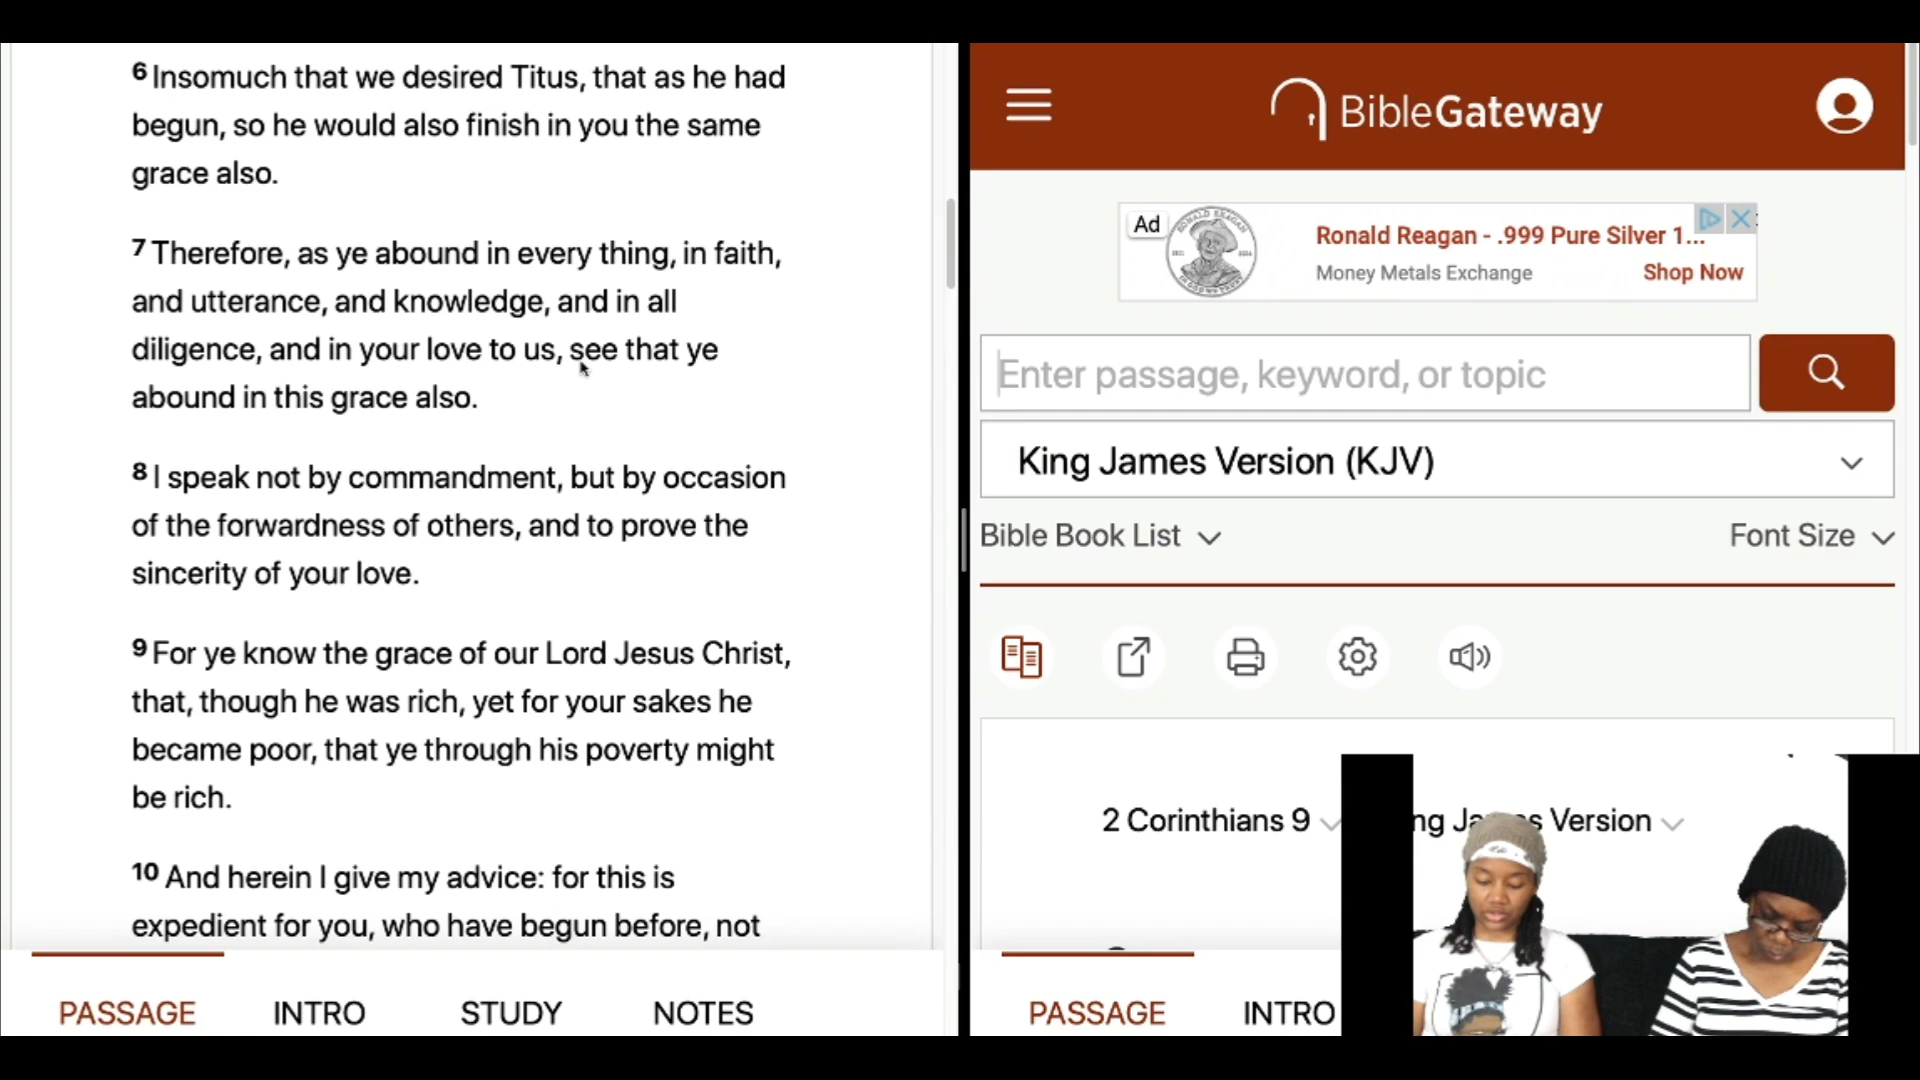 6 Insomuch that we desired Titus, that as he had
begun, so he would also finish in you the same
grace also.
7 Therefore, as ye abound in every thing, in faith,
and utterance, and knowledge, and in all
diligence, and in your love to us, see that ye
abound in this grace also.
8 I speak not by commandment, but by occasion
of the forwardness of others, and to prove the
sincerity of your love.
9 For ye know the grace of our Lord Jesus Christ,
that, though he was rich, yet for your sakes he
became poor, that ye through his poverty might
be rich.
10 And herein I give my advice: for this is
expedient for you, who have begun before, not
PASSAGE INTRO STUDY NOTES
BibleGateway
Ad
RONALD REAGAN
Ronald Reagan - .999 Pure Silver 1...
Money Metals Exchange Shop Now
Enter passage, keyword, or topic
King James Version (KJV)
Bible Book List Font Size
2 Corinthians 9 ng Ja s Version
PASSAGE INTRO